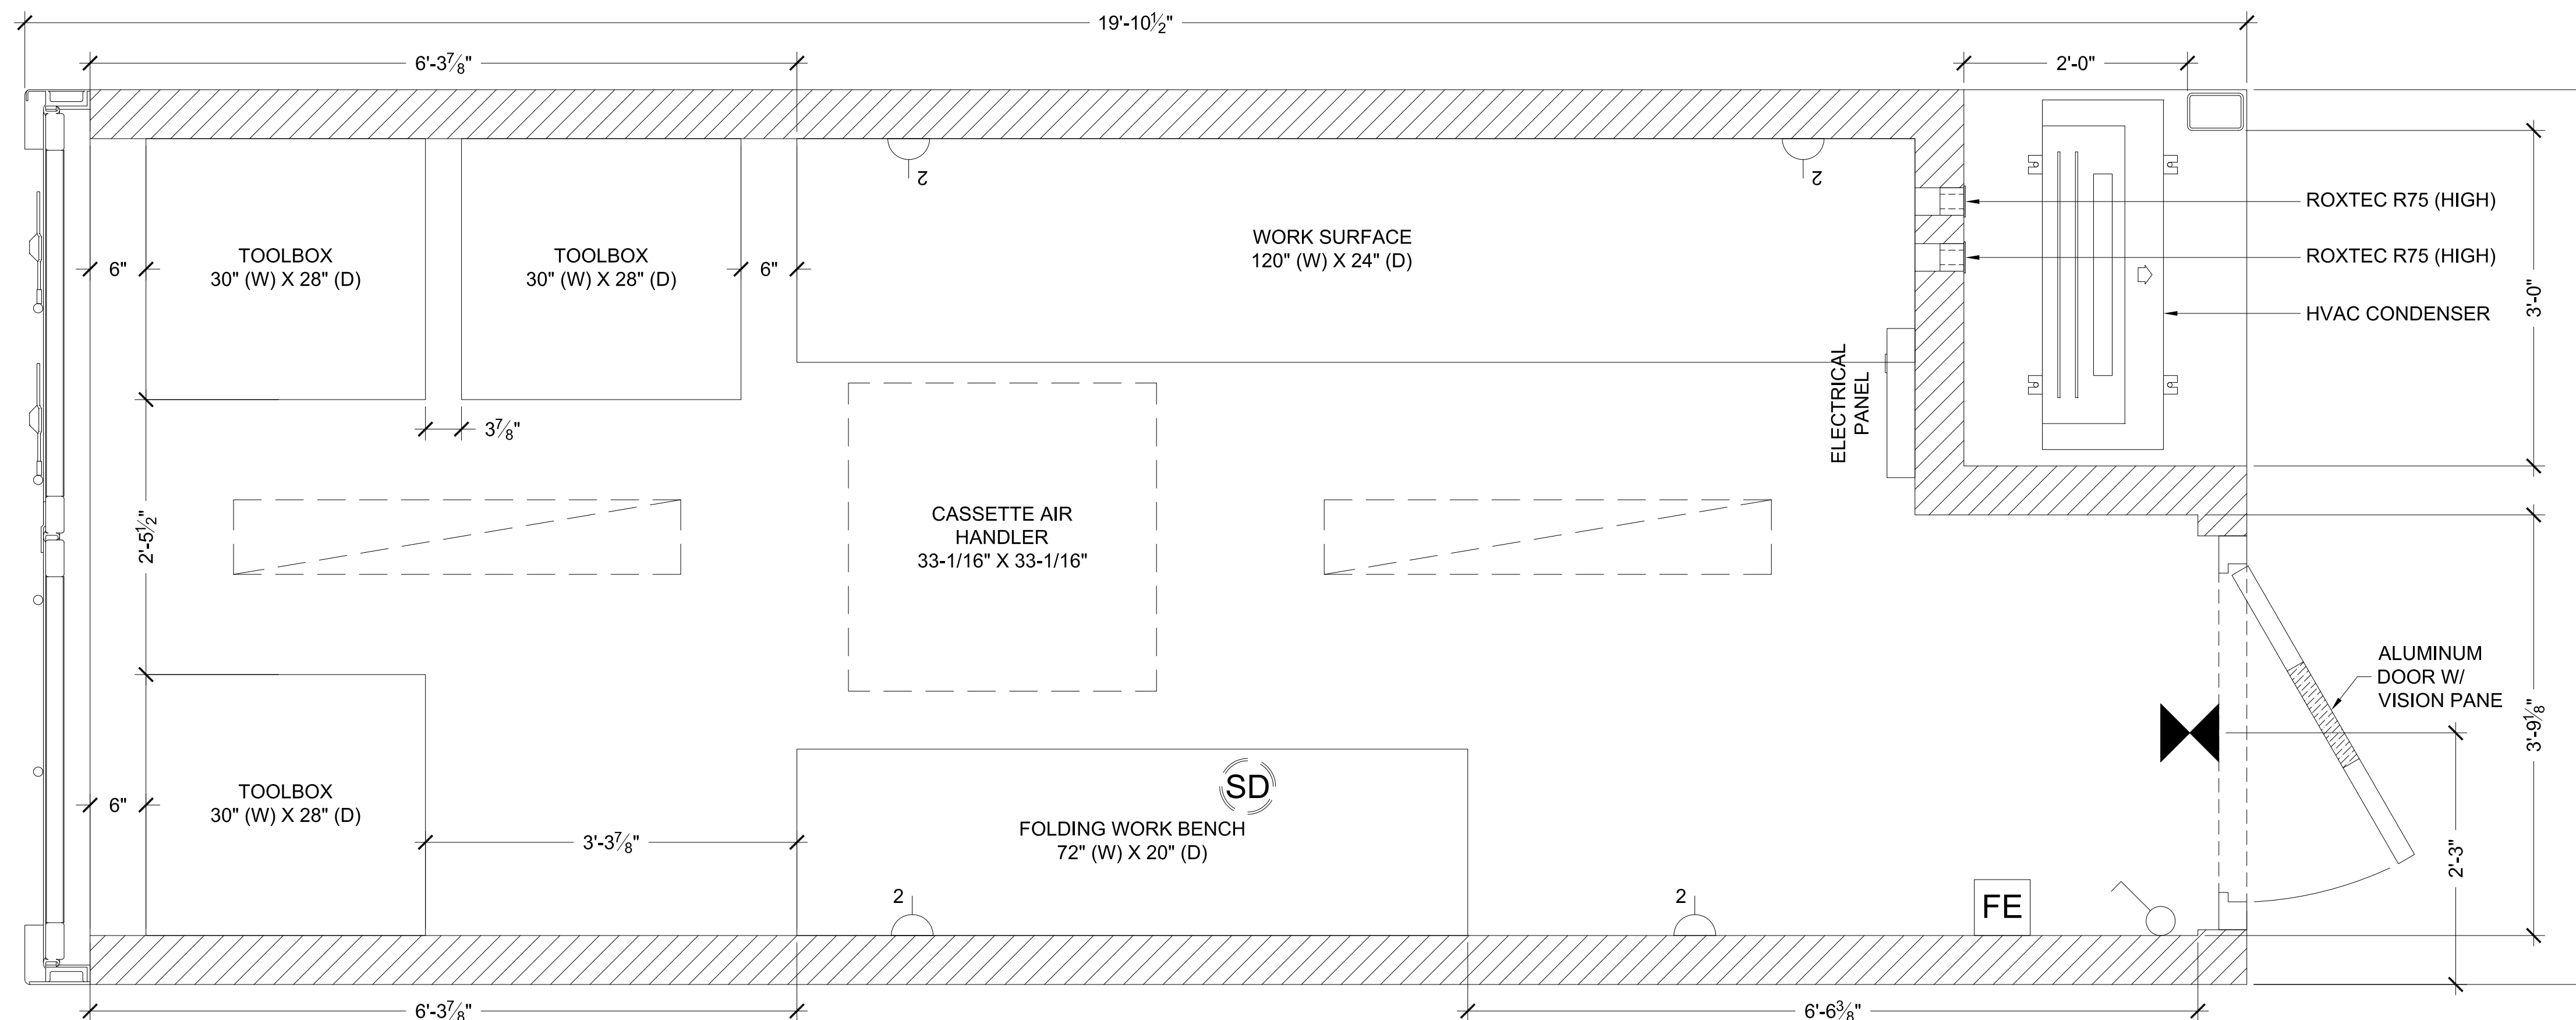 19'-10½"
6'-3⅞"
2'-0"
2
2
ROXTEC R75 (HIGH)
ROXTEC R75 (HIGH)
HVAC CONDENSER
3'-0"
TOOLBOX
30" (W) X 28" (D)
TOOLBOX
30" (W) X 28" (D)
6"
6"
WORK SURFACE
120" (W) X 24" (D)
ELECTRICAL
PANEL
3⅞"
2'-5½"
CASSETTE AIR
HANDLER
33-1/16" X 33-1/16"
ALUMINUM
DOOR W/
VISION PANE
3'-9⅛"
2'-3"
TOOLBOX
30" (W) X 28" (D)
6"
3'-3⅞"
SD
FOLDING WORK BENCH
72" (W) X 20" (D)
2
2
FE
6'-3⅞"
6'-6⅜"